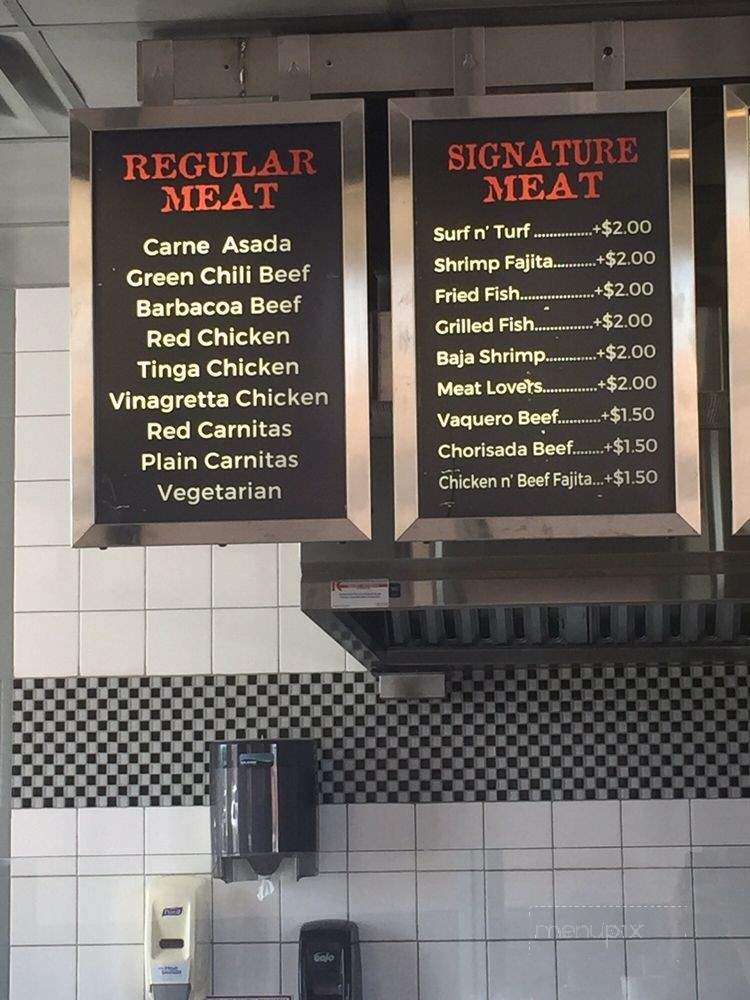 REGULAR
MEAT
Carne Asada
Green Chili Beef
Barbacoa Beef
Red Chicken
Tinga Chicken
Vinagretta Chicken
Red Carnitas
Plain Carnitas
Vegetarian
SIGNATURE
MEAT
Surf n' Turf ...............+$2.00
Shrimp Fajita...........+$2.00
Fried Fish...................+$2.00
Grilled Fish...............+$2.00
Baja Shrimp.............+$2.00
Meat Lovers..............+$2.00
Vaquero Beef...........+$1.50
Chorisada Beef........+$1.50
Chicken n' Beef Fajita...+$1.50
Purell
GOJO
menupix